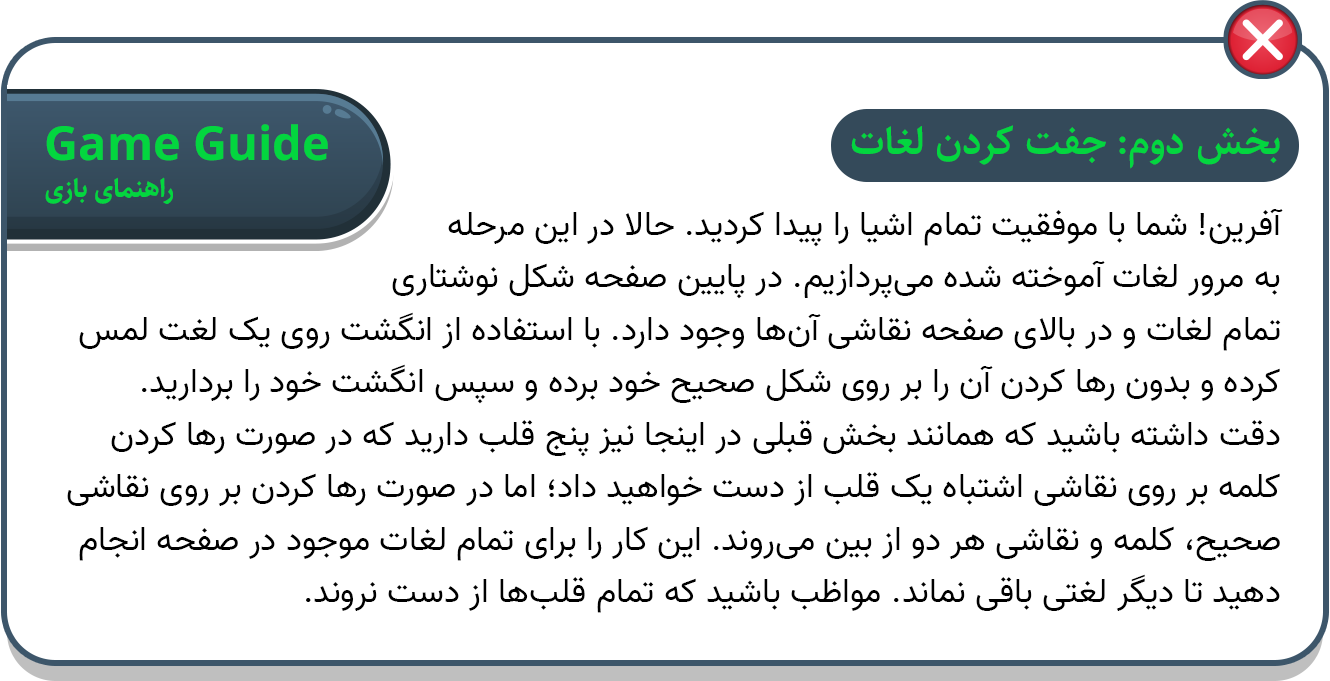 Game Guide
راهنمای بازی
بخش دوم: جفت کردن لغات
آفرین! شما با موفقیت تمام اشیا را پیدا کردید. حالا در این مرحله
به مرور لغات آموخته شده می‌پردازیم. در پایین صفحه شکل نوشتاری
تمام لغات و در بالای صفحه نقاشی آن‌ها وجود دارد. با استفاده از انگشت روی یک لغت لمس
کرده و بدون رها کردن آن را بر روی شکل صحیح خود برده و سپس انگشت خود را بردارید.
دقت داشته باشید که همانند بخش قبلی در اینجا نیز پنج قلب دارید که در صورت رها کردن
کلمه بر روی نقاشی اشتباه یک قلب از دست خواهید داد؛ اما در صورت رها کردن بر روی نقاشی
صحیح، کلمه و نقاشی هر دو از بین می‌روند. این کار را برای تمام لغات موجود در صفحه انجام
دهید تا دیگر لغتی باقی نماند. مواظب باشید که تمام قلب‌ها از دست نروند.